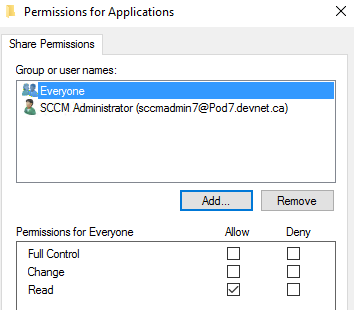 Permissions for Applications
Share Permissions
Group or user names:
Everyone
SCCM Administrator (sccmadmin7@Pod7.devnet.ca)
Add... Remove
Permissions for Everyone Allow Deny
Full Control
Change
Read